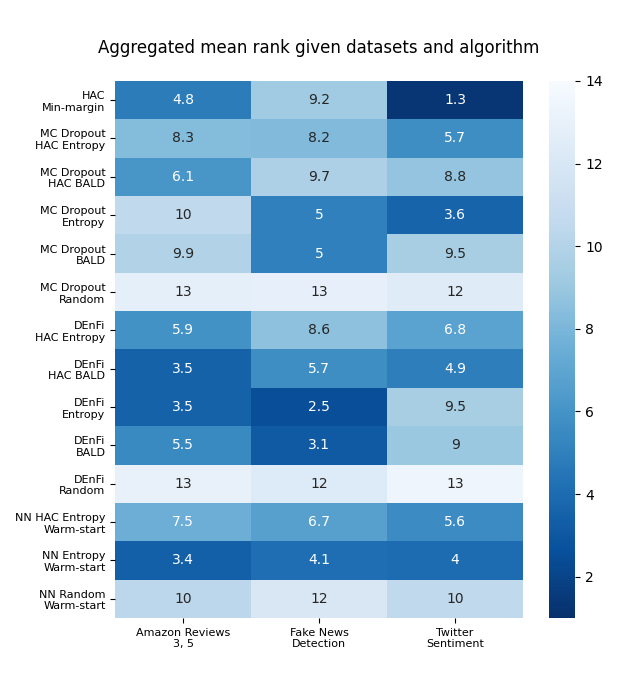 Aggregated mean rank given datasets and algorithm
HAC
Min-margin
4.8 9.2 1.3
MC Dropout
HAC Entropy
8.3 8.2 5.7
MC Dropout
HAC BALD
6.1 9.7 8.8
MC Dropout
Entropy
10 5 3.6
MC Dropout
BALD
9.9 5 9.5
MC Dropout
Random
13 13 12
DEnFi
HAC Entropy
5.9 8.6 6.8
DEnFi
HAC BALD
3.5 5.7 4.9
DEnFi
Entropy
3.5 2.5 9.5
DEnFi
BALD
5.5 3.1 9
DEnFi
Random
13 12 13
NN HAC Entropy
Warm-start
7.5 6.7 5.6
NN Entropy
Warm-start
3.4 4.1 4
NN Random
Warm-start
10 12 10
Amazon Reviews
3, 5
Fake News
Detection
Twitter
Sentiment
14
12
10
8
6
4
2